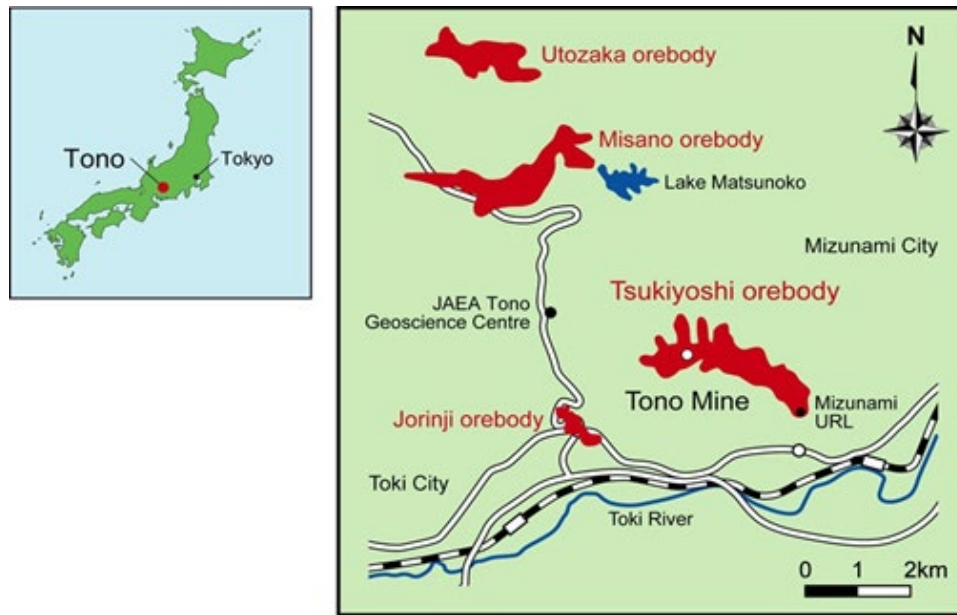 Tono
Tokyo
Utozaka orebody
N
Misano orebody
Lake Matsunoko
Mizunami City
Tsukiyoshi orebody
JAEA Tono
Geoscience Centre
Tono Mine
Mizunami
URL
Jorinji orebody
Toki City
Toki River
0 1 2km